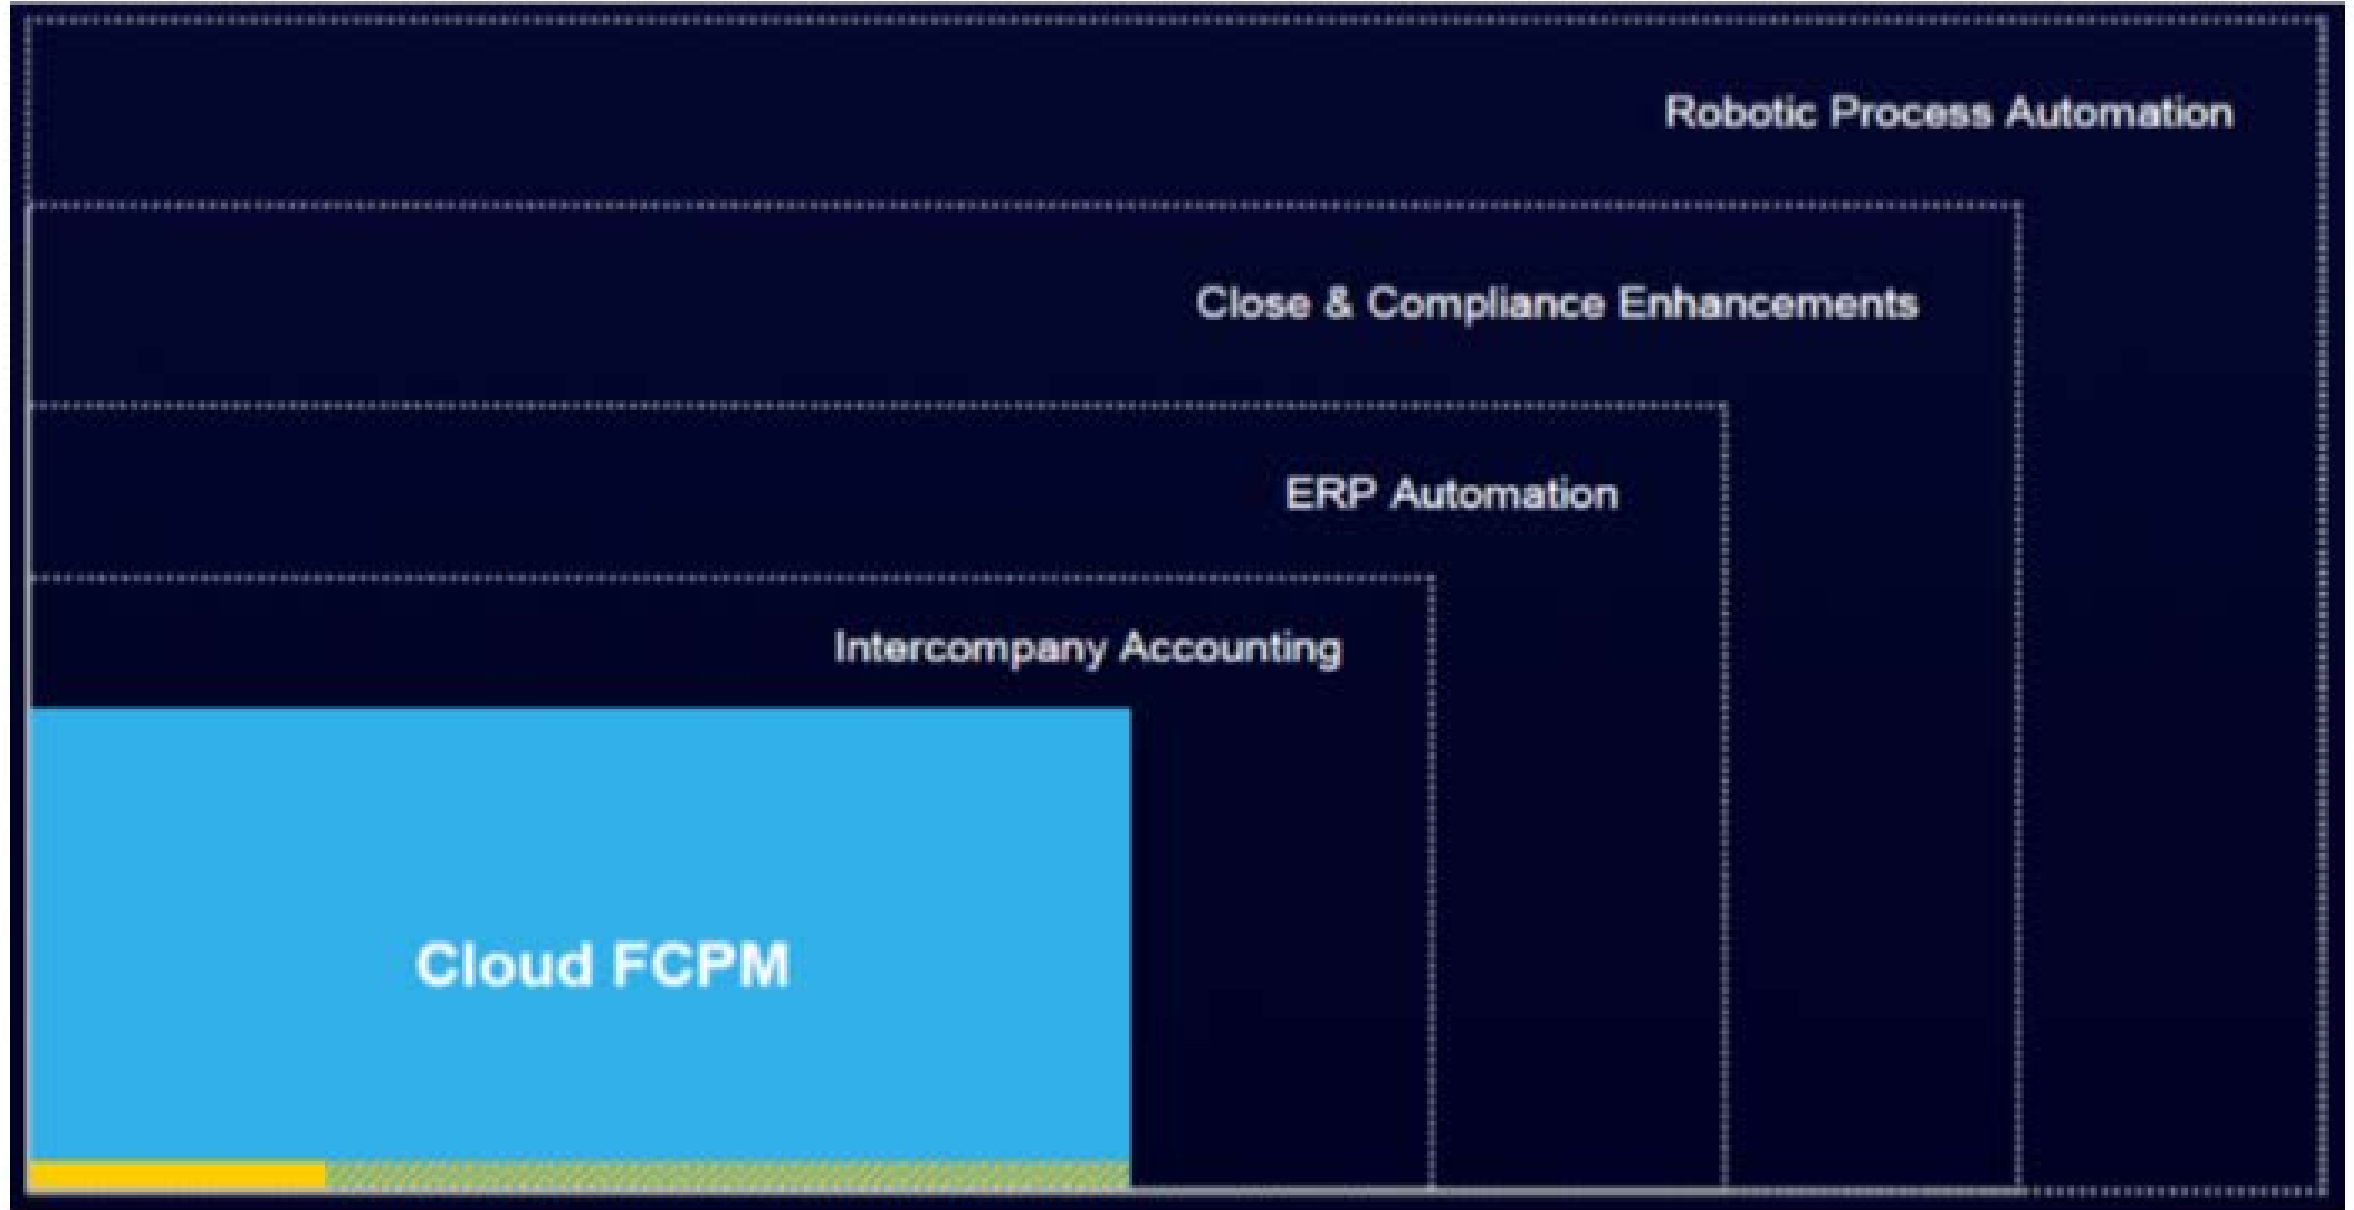 Robotic Process Automation
Close & Compliance Enhancements
ERP Automation
Intercompany Accounting
Cloud FCPM